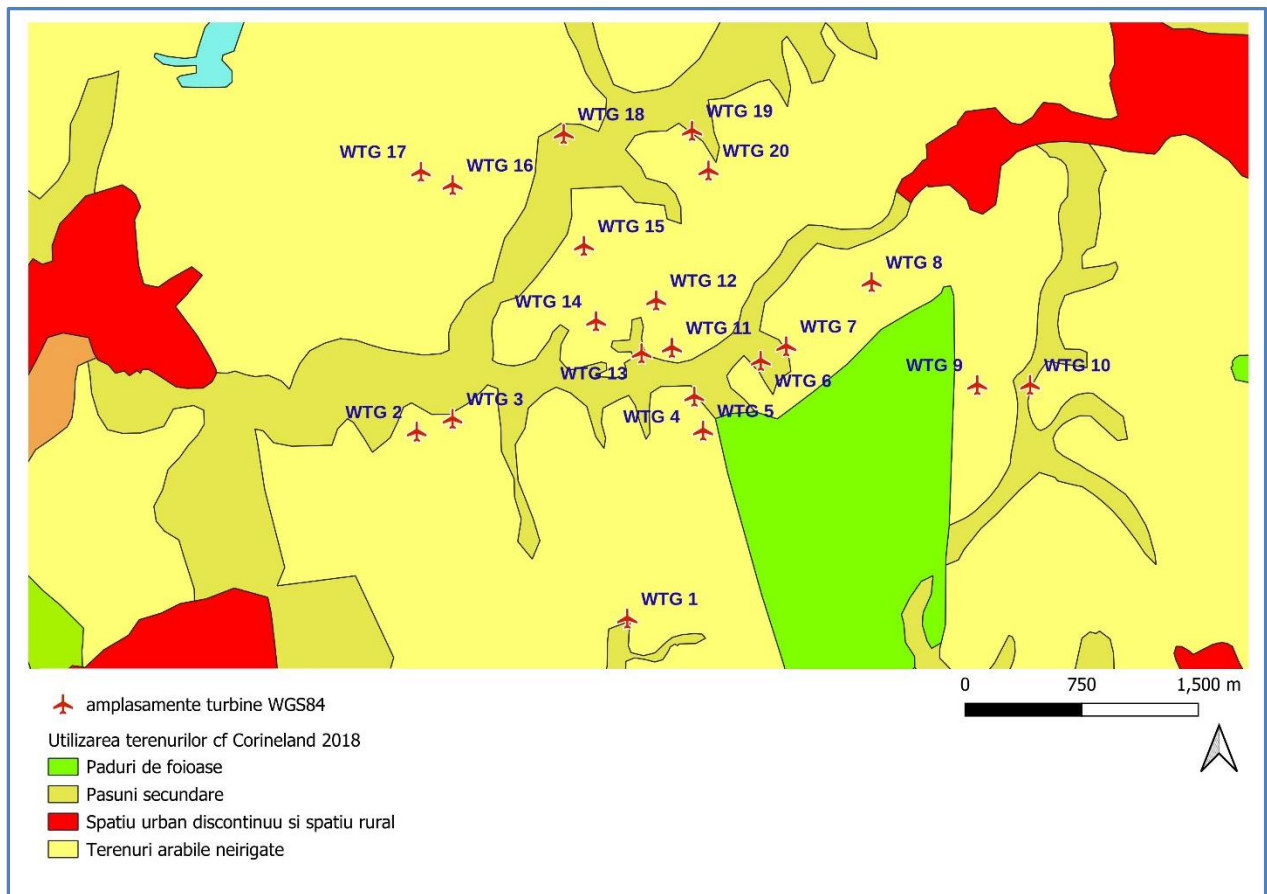 WTG 18
WTG 19
WTG 17
WTG 16
WTG 20
WTG 15
WTG 8
WTG 12
WTG 14
WTG 11
WTG 7
WTG 13
WTG 6
WTG 9
WTG 10
WTG 2
WTG 3
WTG 4
WTG 5
WTG 1
0 750 1,500 m
amplasamente turbine WGS84
Utilizarea terenurilor cf Corineland 2018
Paduri de foioase
Pasuni secundare
Spatiu urban discontinuu si spatiu rural
Terenuri arabile neirigate